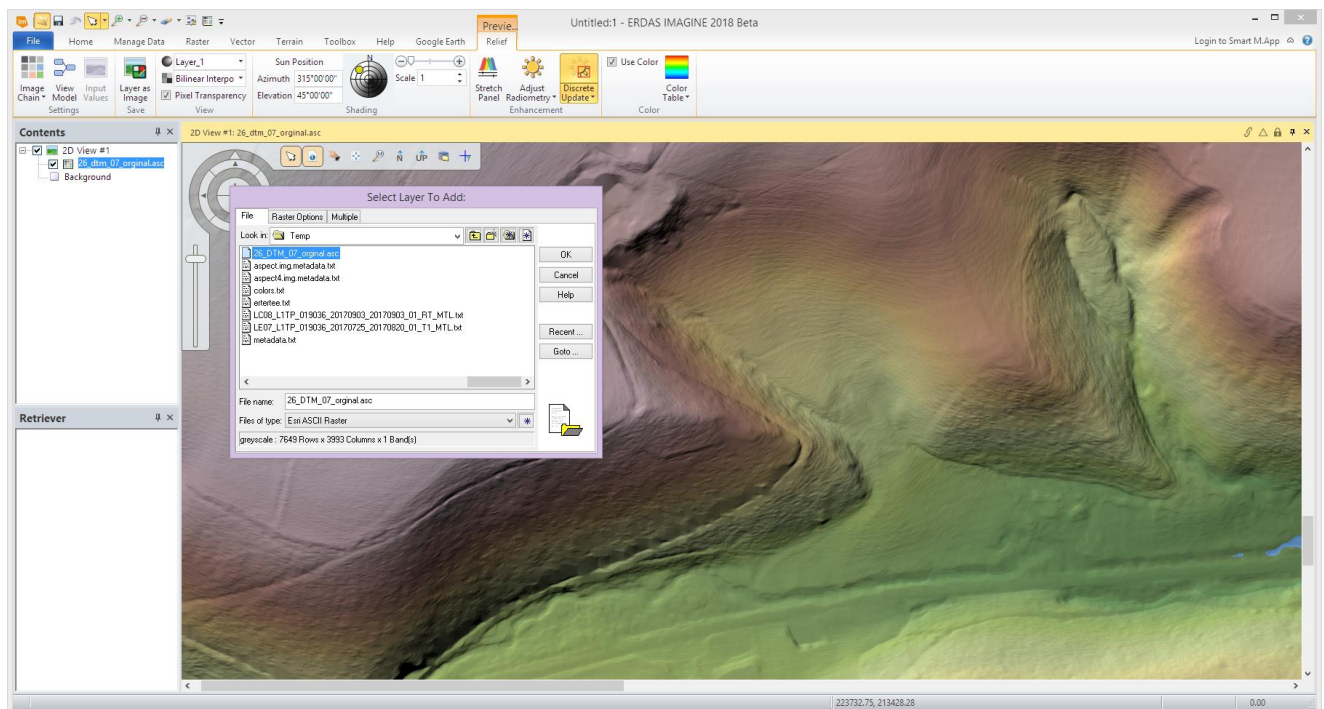 Untitled:1 - ERDAS IMAGINE 2018 Beta
Previe...
File Home Manage Data Raster Vector Terrain Toolbox Help Google Earth Relief
Login to Smart M.App
Image Chain
View Model
Input Values
Settings
Layer as Image
Save
Layer_1
Bilinear Interpo
Pixel Transparency
View
Sun Position
Azimuth 315°00'00"
Elevation 45°00'00"
N
Scale 1
Shading
Stretch Panel
Adjust Radiometry
Discrete Update
Enhancement
Use Color
Color Table
Color
Contents
2D View #1
26_dtm_07_orginal.asc
Background
Retriever
2D View #1: 26_dtm_07_orginal.asc
N UP
Select Layer To Add:
File Raster Options Multiple
Look in: Temp
26_DTM_07_orginal.asc
aspect.img.metadata.txt
aspect4.img.metadata.txt
colors.txt
ertertee.txt
LC08_L1TP_019036_20170903_20170903_01_RT_MTL.txt
LE07_L1TP_019036_20170725_20170820_01_T1_MTL.txt
metadata.txt
OK
Cancel
Help
Recent ...
Goto ...
File name: 26_DTM_07_orginal.asc
Files of type: Esri ASCII Raster
greyscale : 7649 Rows x 3993 Columns x 1 Band(s)
223732.75, 213428.28
0.00